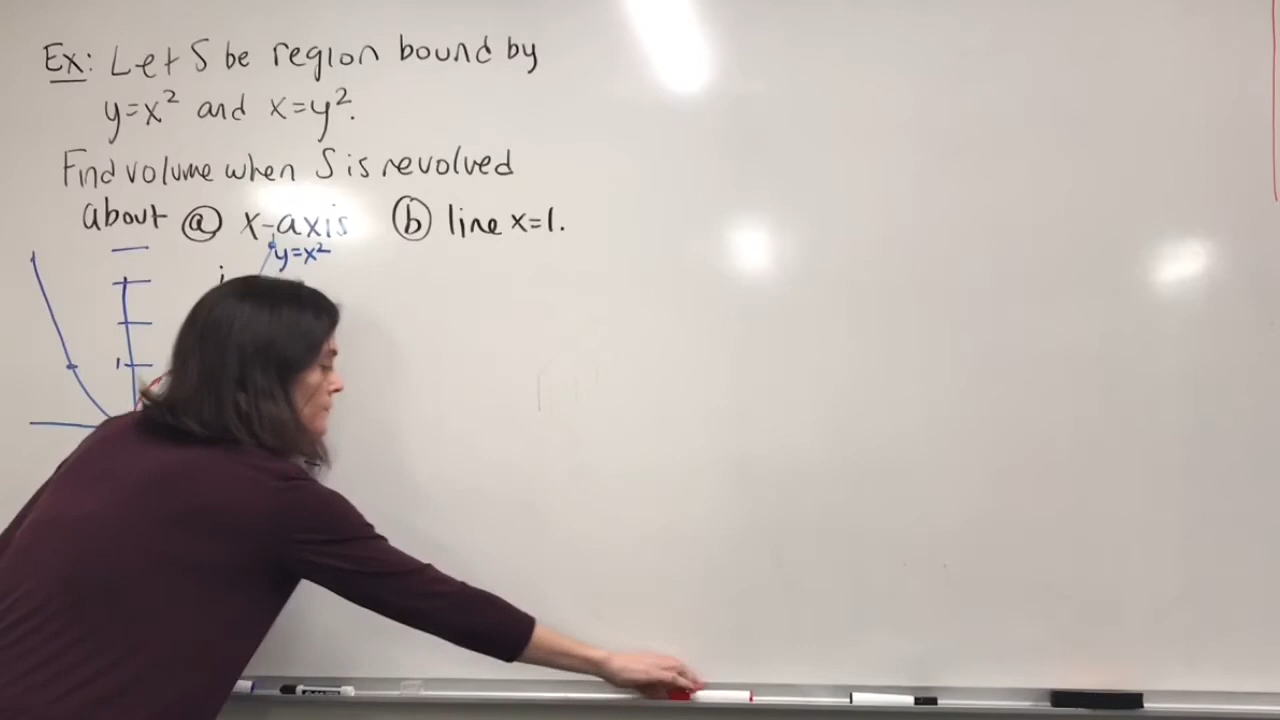 Ex: Let S be region bound by
y=x² and x=y².
Find volume when S is revolved
about ⓐ x-axis ⓑ line x=1.
y=x²
1